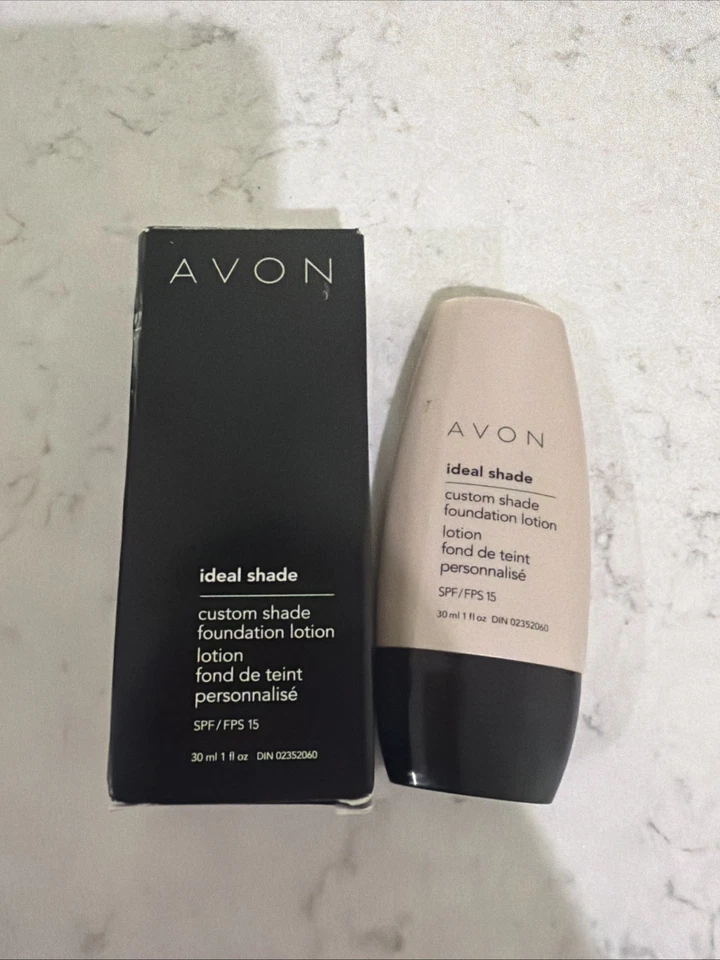 AVON
ideal shade
custom shade
foundation lotion
lotion
fond de teint
personnalisé
SPF/FPS 15
30 ml 1 fl oz DIN 02352060
AVON
ideal shade
custom shade
foundation lotion
lotion
fond de teint
personnalisé
SPF/FPS 15
30 ml 1 fl oz DIN 02352060